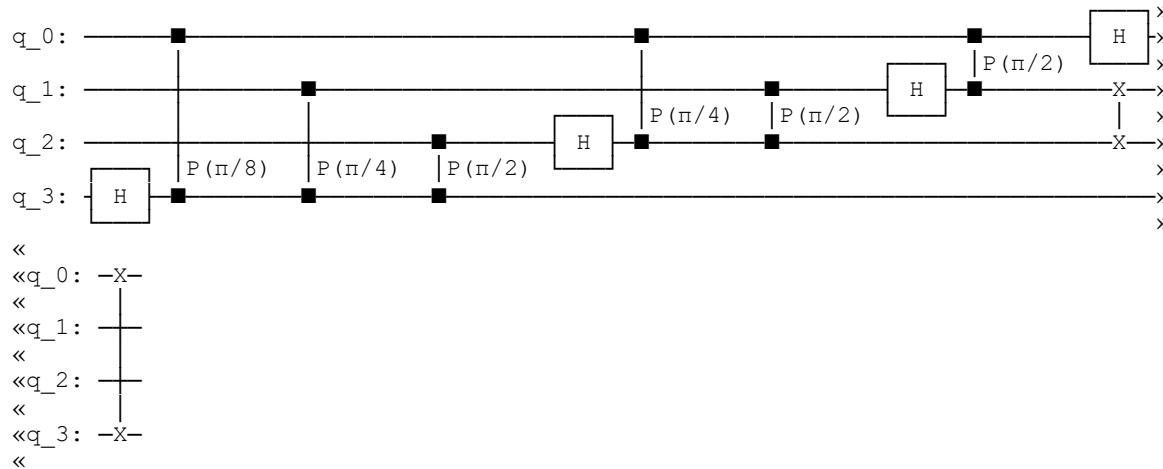 »
q_0: H »
P(π/2) »
q_1: H X »
P(π/4) P(π/2) »
q_2: H X »
P(π/8) P(π/4) P(π/2) »
q_3: H »
»
«
«q_0: X
«
«q_1:
«
«q_2:
«
«q_3: X
«